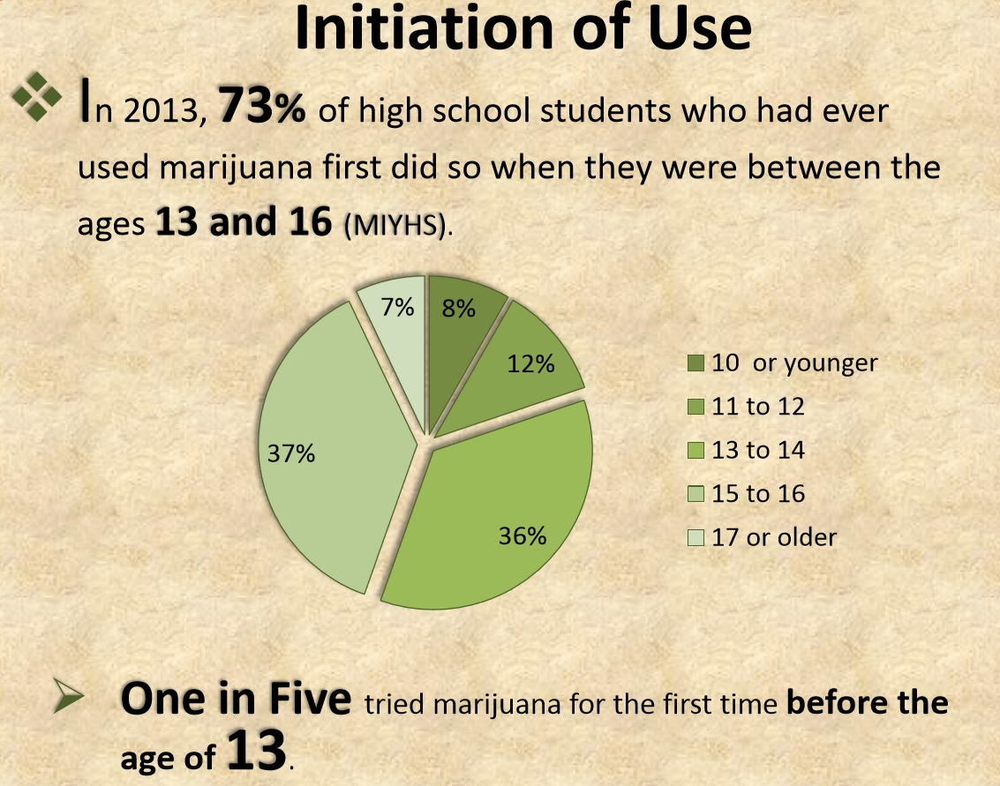 Initiation of Use
In 2013, 73% of high school students who had ever
used marijuana first did so when they were between the
ages 13 and 16 (MIYHS).
7%
8%
12%
37%
36%
10 or younger
11 to 12
13 to 14
15 to 16
17 or older
One in Five tried marijuana for the first time before the
age of 13.